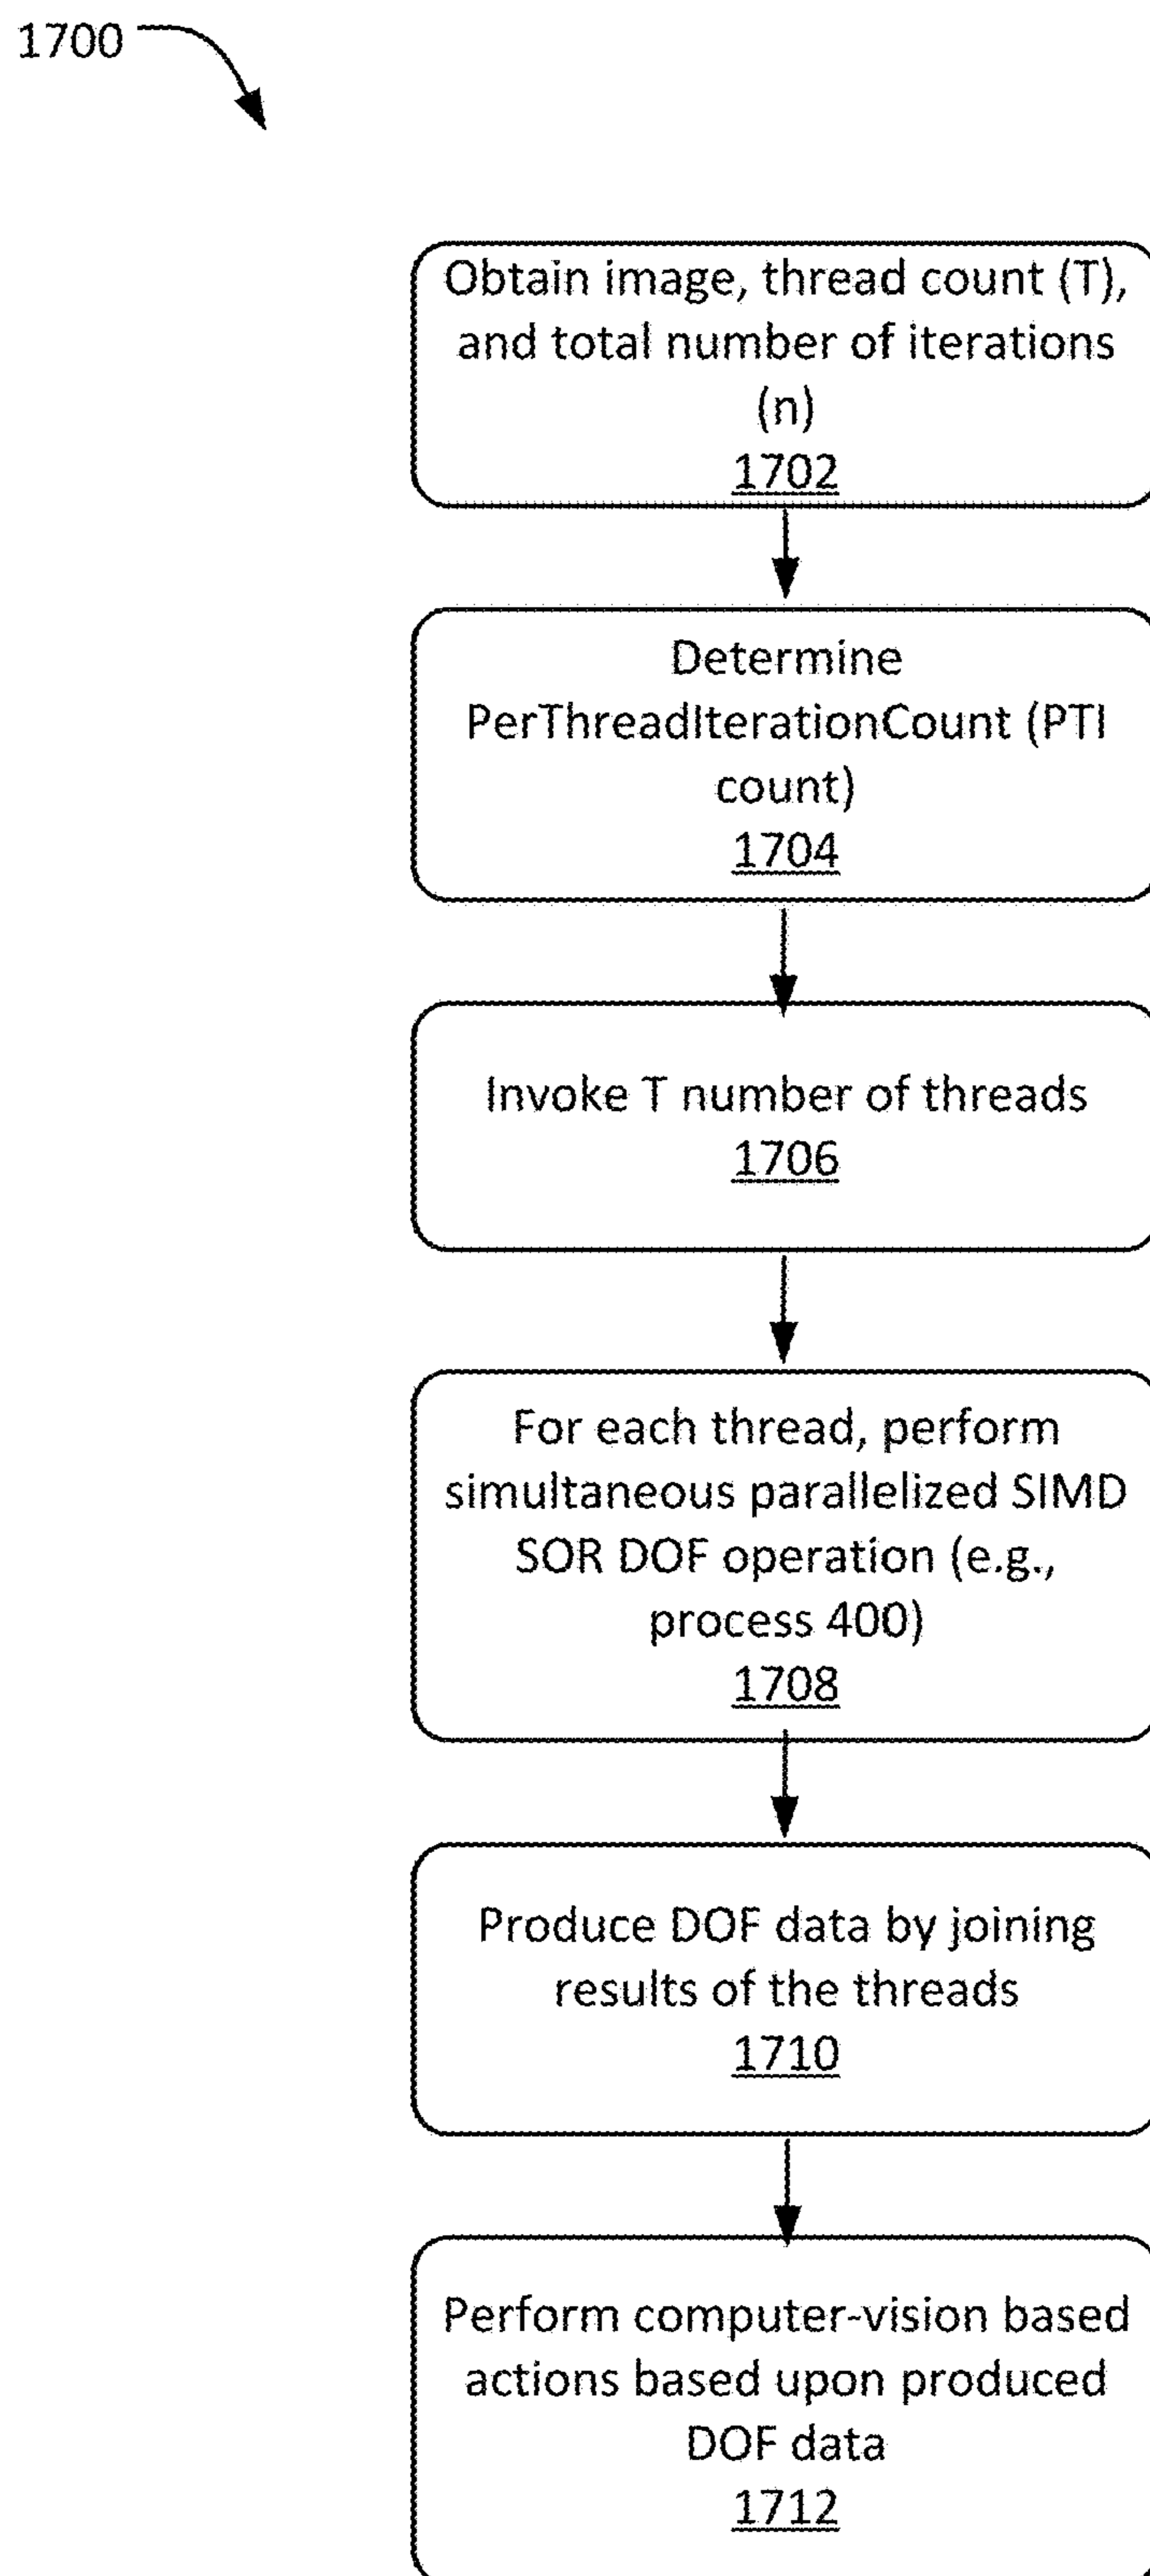 1700
Obtain image, thread count (T),
and total number of iterations
(n)
1702
Determine
PerThreadIterationCount (PTI
count)
1704
Invoke T number of threads
1706
For each thread, perform
simultaneous parallelized SIMD
SOR DOF operation (e.g.,
process 400)
1708
Produce DOF data by joining
results of the threads
1710
Perform computer-vision based
actions based upon produced
DOF data
1712